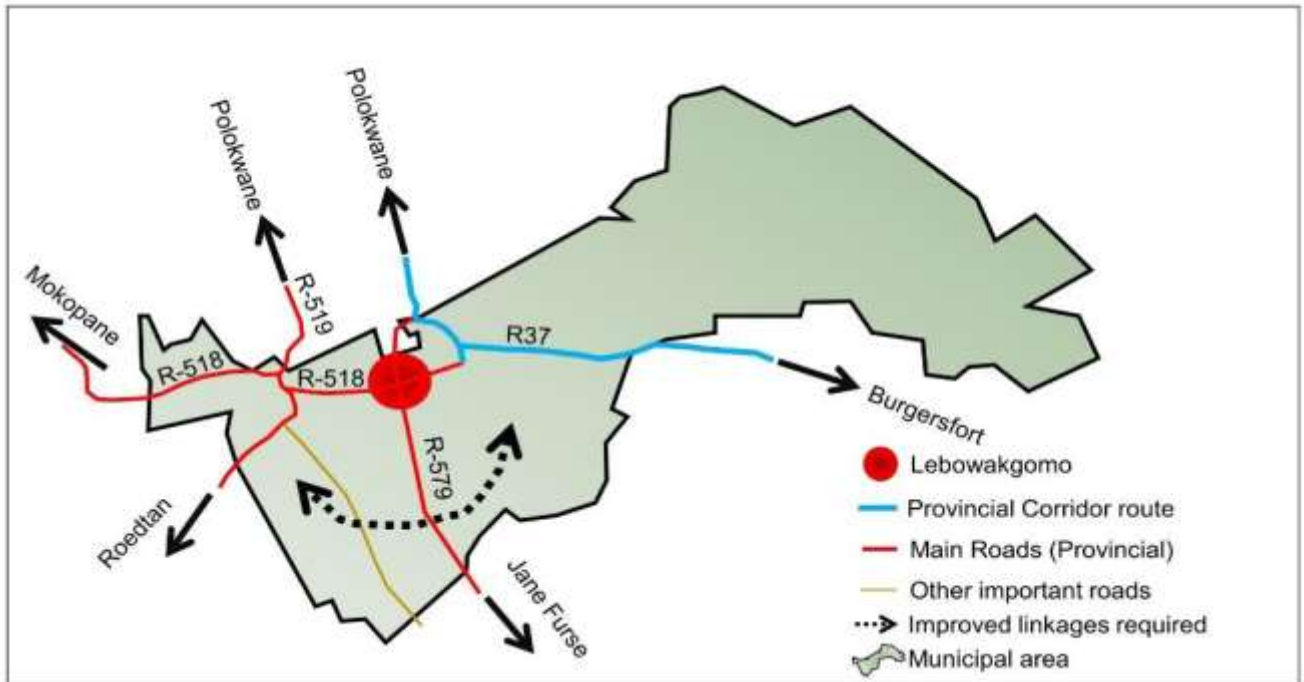 Polokwane
Polokwane
Mokopane
R-519
R-518
R-518
R37
Burgersfort
R-579
Roedtan
Jane Furse
Lebowakgomo
Provincial Corridor route
Main Roads (Provincial)
Other important roads
Improved linkages required
Municipal area